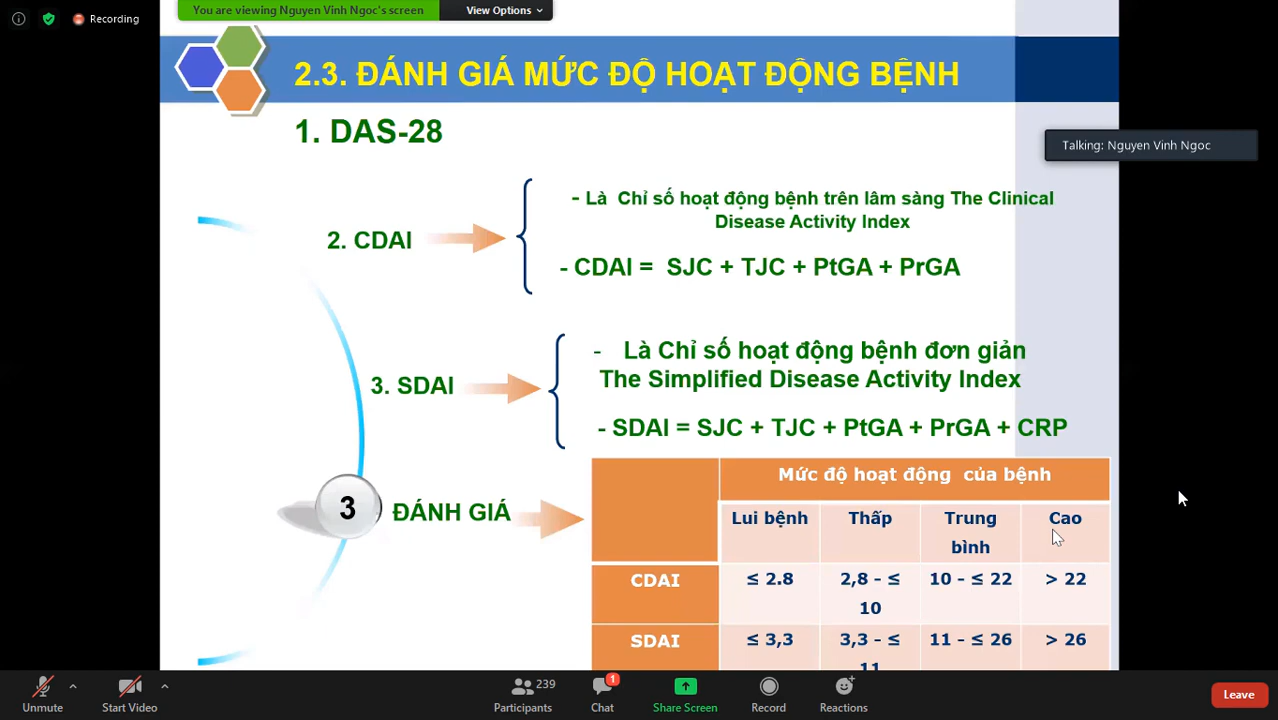 Recording
You are viewing Nguyen Vinh Ngoc's screen
View Options
2.3. ĐÁNH GIÁ MỨC ĐỘ HOẠT ĐỘNG BỆNH
1. DAS-28
Talking: Nguyen Vinh Ngoc
- Là Chỉ số hoạt động bệnh trên lâm sàng The Clinical
Disease Activity Index
2. CDAI
- CDAI = SJC + TJC + PtGA + PrGA
- Là Chỉ số hoạt động bệnh đơn giản
The Simplified Disease Activity Index
3. SDAI
- SDAI = SJC + TJC + PtGA + PrGA + CRP
3
ĐÁNH GIÁ
Mức độ hoạt động của bệnh
Lui bệnh Thấp Trung Cao
bình
CDAI ≤ 2.8 2,8 - ≤ 10 - ≤ 22 > 22
10
SDAI ≤ 3,3 3,3 - ≤ 11 - ≤ 26 > 26
11
239
1
Unmute
Start Video
Participants
Chat
Share Screen
Record
Reactions
Leave